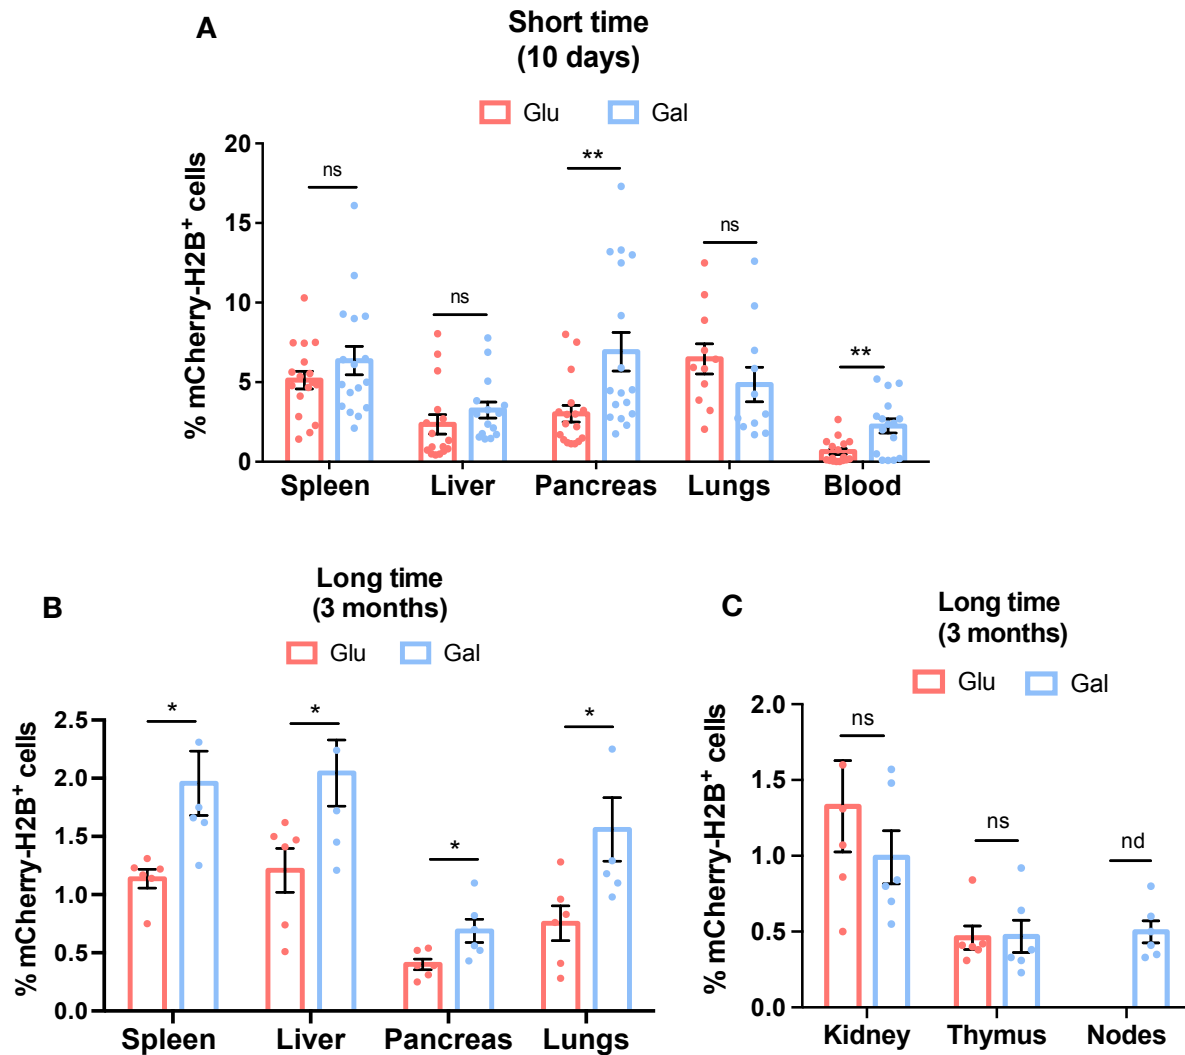 A
Short time
(10 days)
Glu Gal
% mCherry-H2B⁺ cells
20
15
10
5
0
ns
ns
**
ns
**
Spleen Liver Pancreas Lungs Blood
B
Long time
(3 months)
Glu Gal
% mCherry-H2B⁺ cells
2.5
2.0
1.5
1.0
0.5
0.0
*
*
*
*
Spleen Liver Pancreas Lungs
C
Long time
(3 months)
Glu Gal
% mCherry-H2B⁺ cells
2.0
1.5
1.0
0.5
0.0
ns
ns
nd
Kidney Thymus Nodes